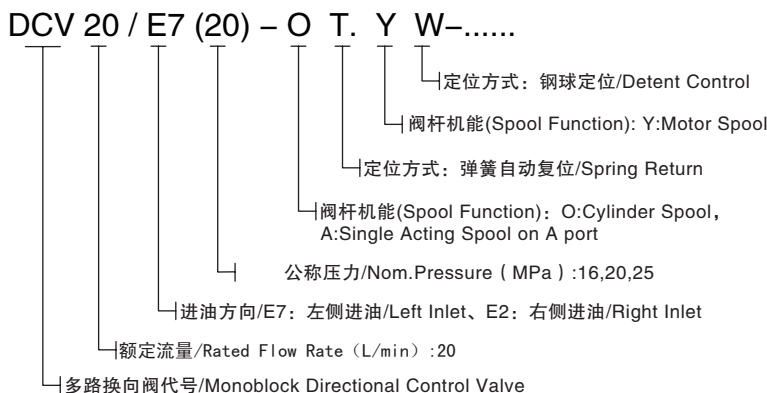 DCV 20 / E7 (20) – O T. Y W–......
定位方式：钢球定位/Detent Control
阀杆机能(Spool Function): Y:Motor Spool
定位方式：弹簧自动复位/Spring Return
阀杆机能(Spool Function)：O:Cylinder Spool，
A:Single Acting Spool on A port
公称压力/Nom.Pressure（MPa）:16,20,25
进油方向/E7：左侧进油/Left Inlet、E2：右侧进油/Right Inlet
额定流量/Rated Flow Rate（L/min）:20
多路换向阀代号/Monoblock Directional Control Valve